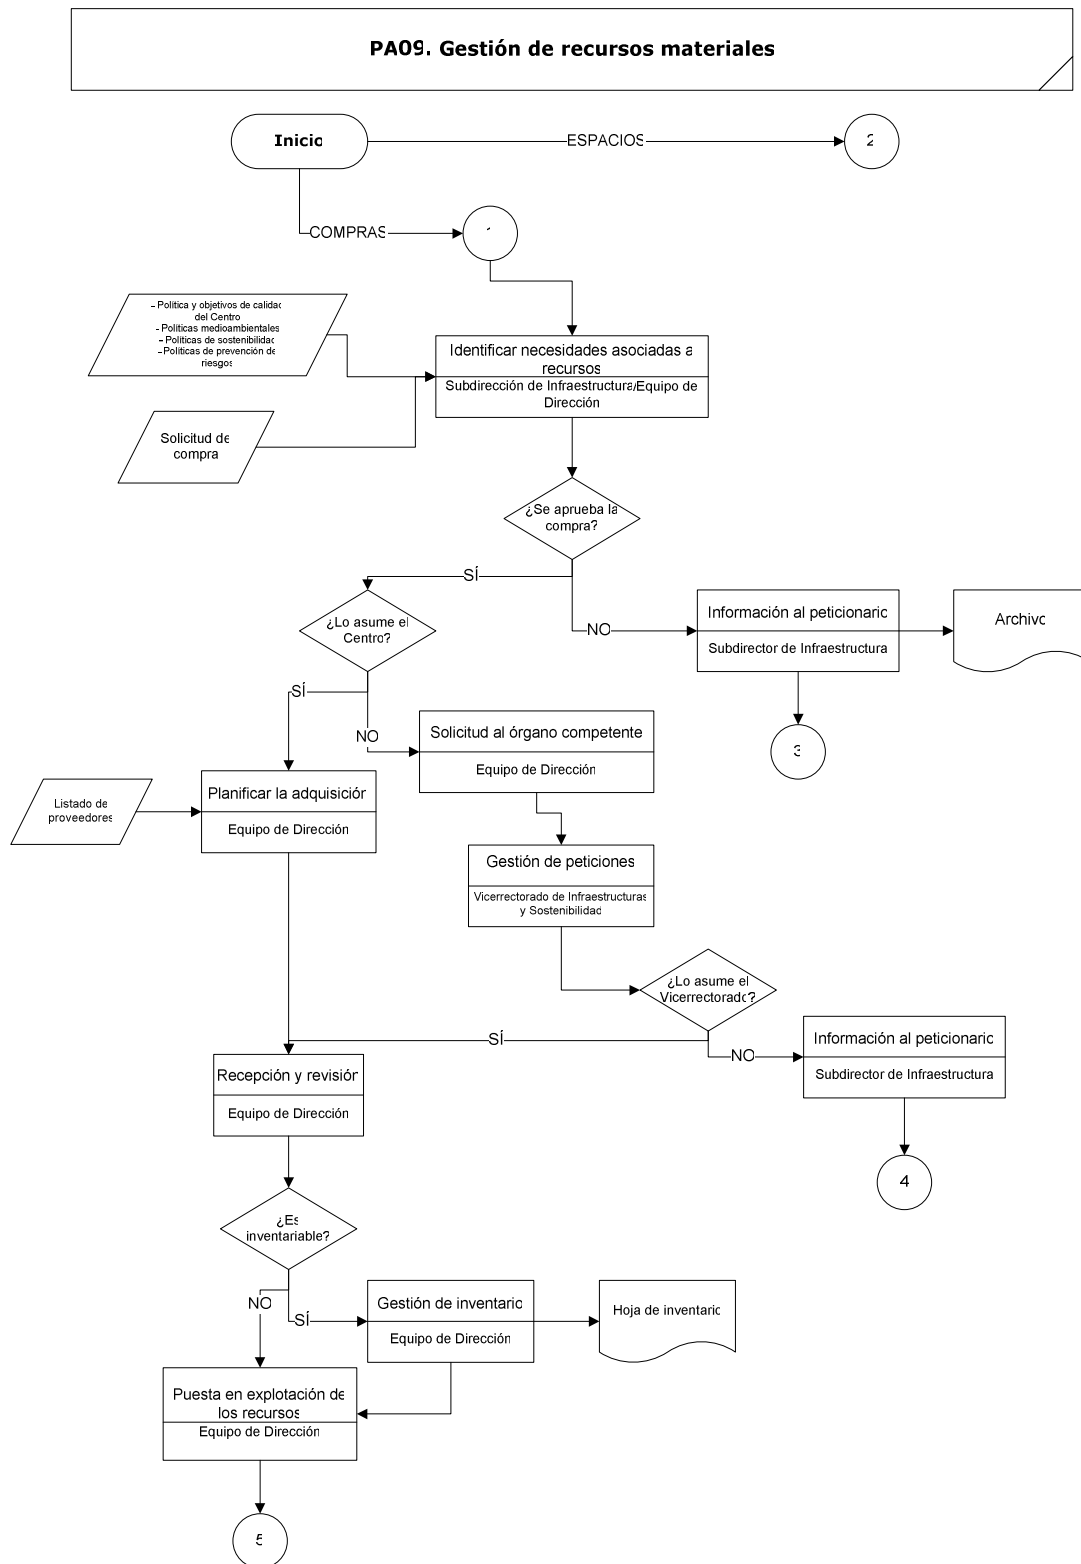 PA09. Gestión de recursos materiales
Inicio
ESPACIOS
2
COMPRAS
- Política y objetivos de calidad
del Centro
- Políticas medioambientales
- Políticas de sostenibilidad
- Políticas de prevención de
riesgos
Identificar necesidades asociadas a
recursos
Subdirección de Infraestructura/Equipo de
Dirección
Solicitud de
compra
¿Se aprueba la
compra?
SÍ
NO
¿Lo asume el
Centro?
Información al peticionario
Subdirector de Infraestructura
Archivo
SÍ
NO
Solicitud al órgano competente
Equipo de Dirección
3
Planificar la adquisición
Equipo de Dirección
Listado de
proveedores
Gestión de peticiones
Vicerrectorado de Infraestructuras
y Sostenibilidad
¿Lo asume el
Vicerrectorado?
SÍ
NO
Información al peticionario
Subdirector de Infraestructura
Recepción y revisión
Equipo de Dirección
4
¿Es
inventariable?
NO
SÍ
Gestión de inventario
Equipo de Dirección
Hoja de inventario
Puesta en explotación de
los recursos
Equipo de Dirección
5